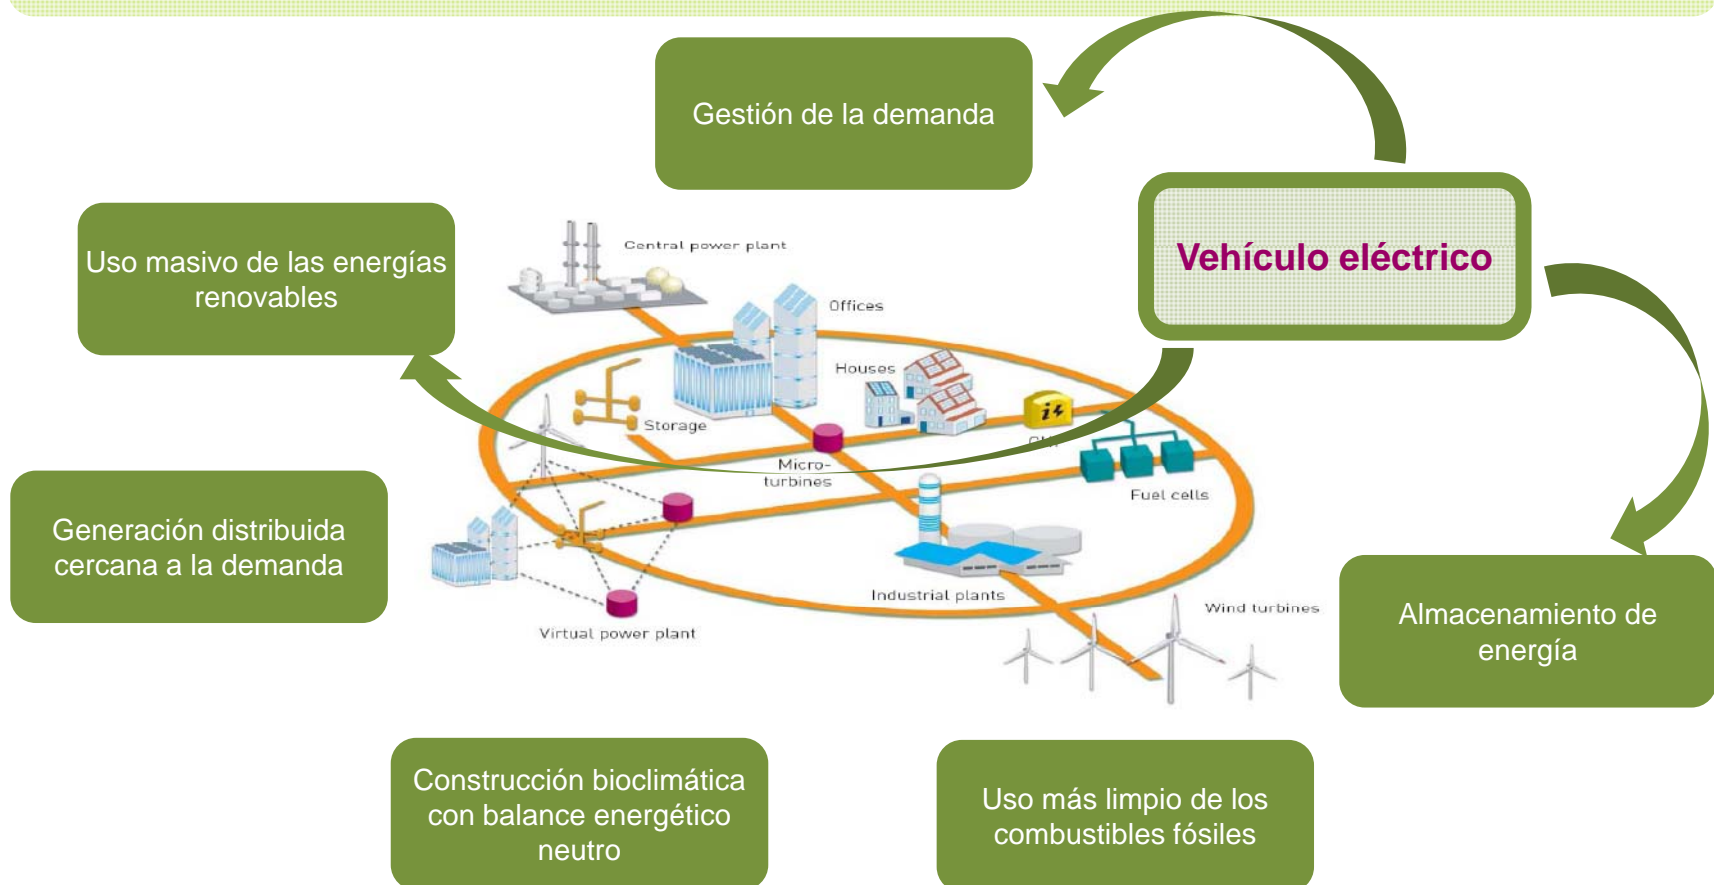 Gestión de la demanda
Vehículo eléctrico
Uso masivo de las energías
renovables
Central power plant
Offices
Houses
Storage
Micro-
turbines
Fuel cells
Generación distribuida
cercana a la demanda
Industrial plants
Wind turbines
Virtual power plant
Almacenamiento de
energía
Construcción bioclimática
con balance energético
neutro
Uso más limpio de los
combustibles fósiles